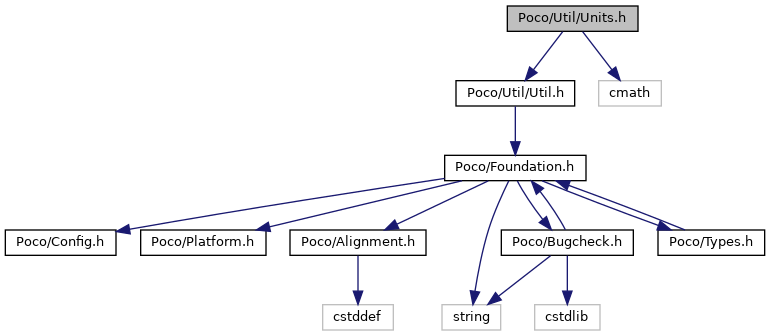 Poco/Util/Units.h
Poco/Util/Util.h
cmath
Poco/Foundation.h
Poco/Config.h
Poco/Platform.h
Poco/Alignment.h
Poco/Bugcheck.h
Poco/Types.h
cstddef
string
cstdlib